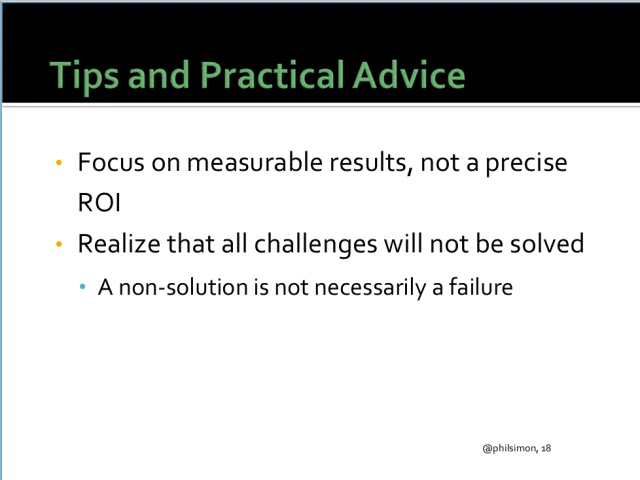 Tips and Practical Advice
• Focus on measurable results, not a precise
ROI
• Realize that all challenges will not be solved
• A non-solution is not necessarily a failure
@philsimon, 18